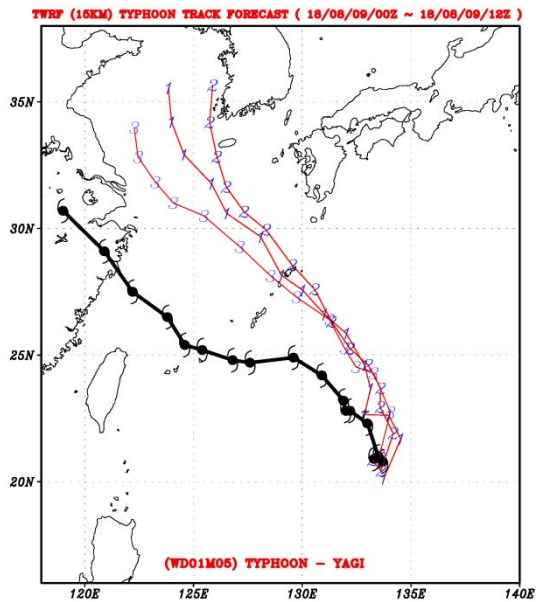 TWRF (15KM) TYPHOON TRACK FORECAST ( 18/08/09/00Z ~ 18/08/09/12Z )
35N
30N
25N
20N
(WD01M05) TYPHOON - YAGI
120E 125E 130E 135E 140E